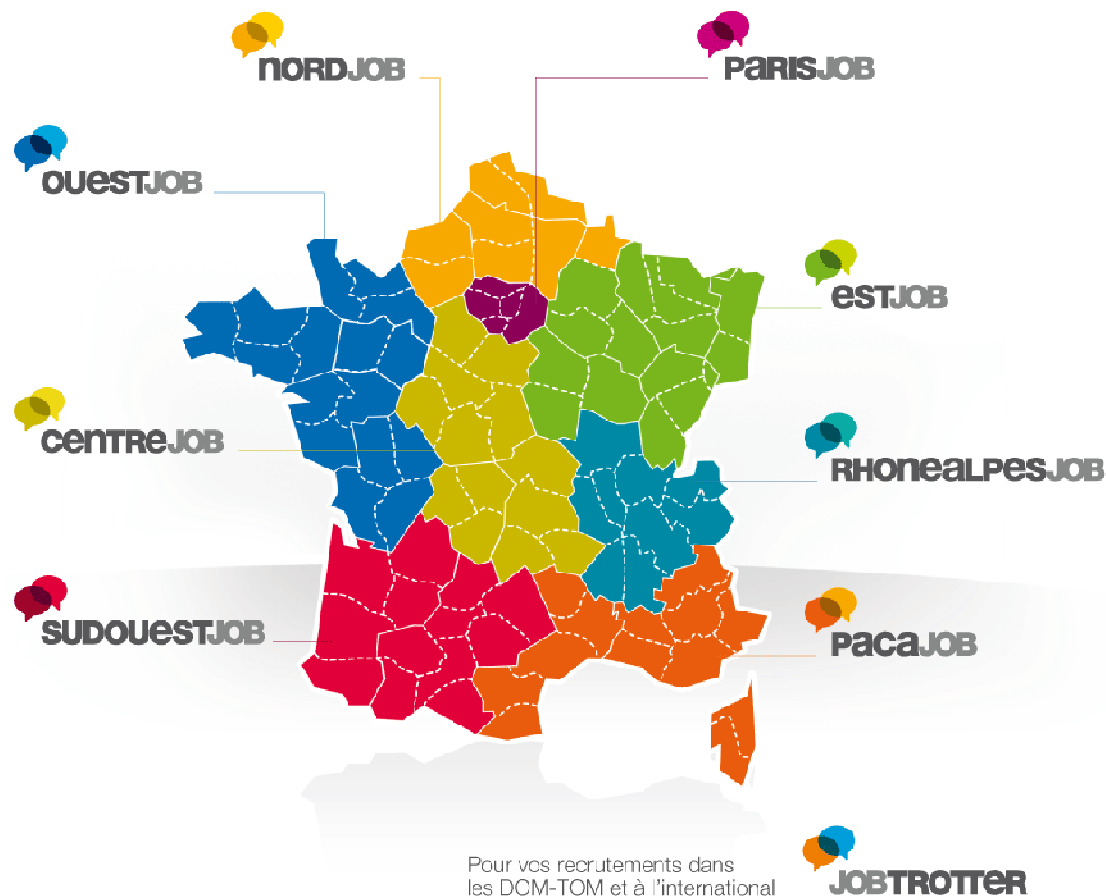 NORDJOB
PARISJOB
OUESTJOB
ESTJOB
CENTREJOB
RHONEALPESJOB
SUDOUESTJOB
PACAJOB
Pour vos recrutements dans
les DOM-TOM et à l'international
JOBTROTTER